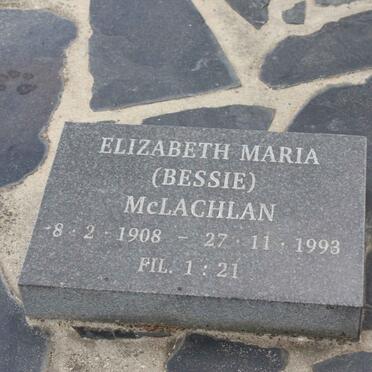 ELIZABETH MARIA
(BESSIE)
McLACHLAN
8 · 2 · 1908 – 27 · 11 · 1993
FIL. 1 : 21